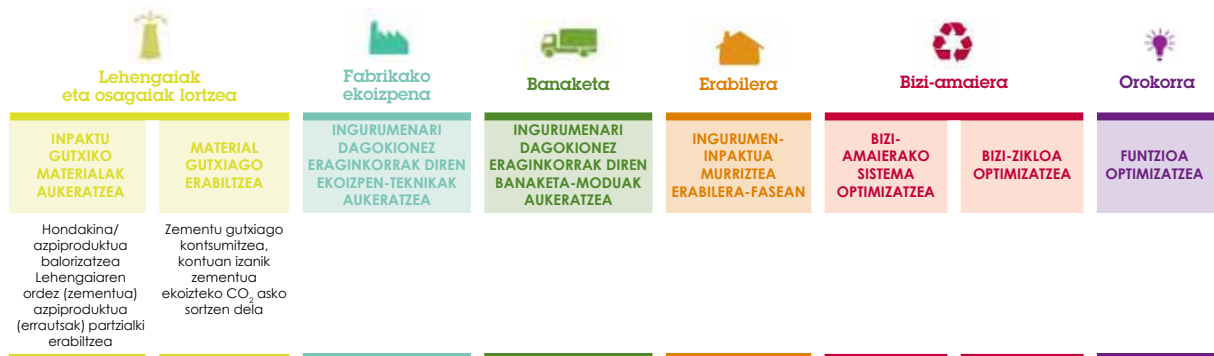 Lehengaiak
eta osagaiak lortzea
Fabrikako
ekoizpena
Banaketa
Erabilera
Bizi-amaiera
Orokorra
INPAKTU
GUTXIKO
MATERIALAK
AUKERATZEA
MATERIAL
GUTXIAGO
ERABILTZEA
INGURUMENARI
DAGOKIONEZ
ERAGINKORRAK DIREN
EKOIZPEN-TEKNIKAK
AUKERATZEA
INGURUMENARI
DAGOKIONEZ
ERAGINKORRAK DIREN
BANAKETA-MODUAK
AUKERATZEA
INGURUMEN-
INPAKTUA
MURRIZTEA
ERABILERA-FASEAN
BIZI-
AMAIERAKO
SISTEMA
OPTIMIZATZEA
BIZI-ZIKLOA
OPTIMIZATZEA
FUNTZIOA
OPTIMIZATZEA
Hondakina/
azpiproduktua
balorizatzea
Lehengaiaren
ordez (zementua)
azpiproduktua
(errautsak) partzialki
erabiltzea
Zementu gutxiago
kontsumitzea,
kontuan izanik
zementua
ekoizteko CO₂ asko
sortzen dela